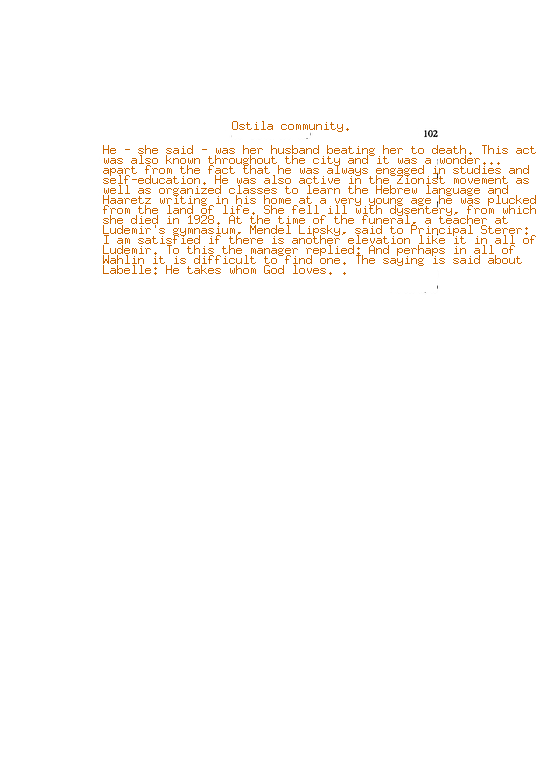 Ostila community.
102
He - she said - was her husband beating her to death. This act
was also known throughout the city and it was a wonder...
apart from the fact that he was always engaged in studies and
self-education. He was also active in the Zionist movement as
well as organized classes to learn the Hebrew language and
Haaretz writing in his home at a very young age he was plucked
from the land of life. She fell ill with dysentery, from which
she died in 1928. At the time of the funeral, a teacher at
Ludemir's gymnasium, Mendel Lipsky, said to Principal Sterer:
I am satisfied if there is another elevation like it in all of
Ludemir. To this the manager replied: And perhaps in all of
Wahlin it is difficult to find one. The saying is said about
Labelle: He takes whom God loves. .